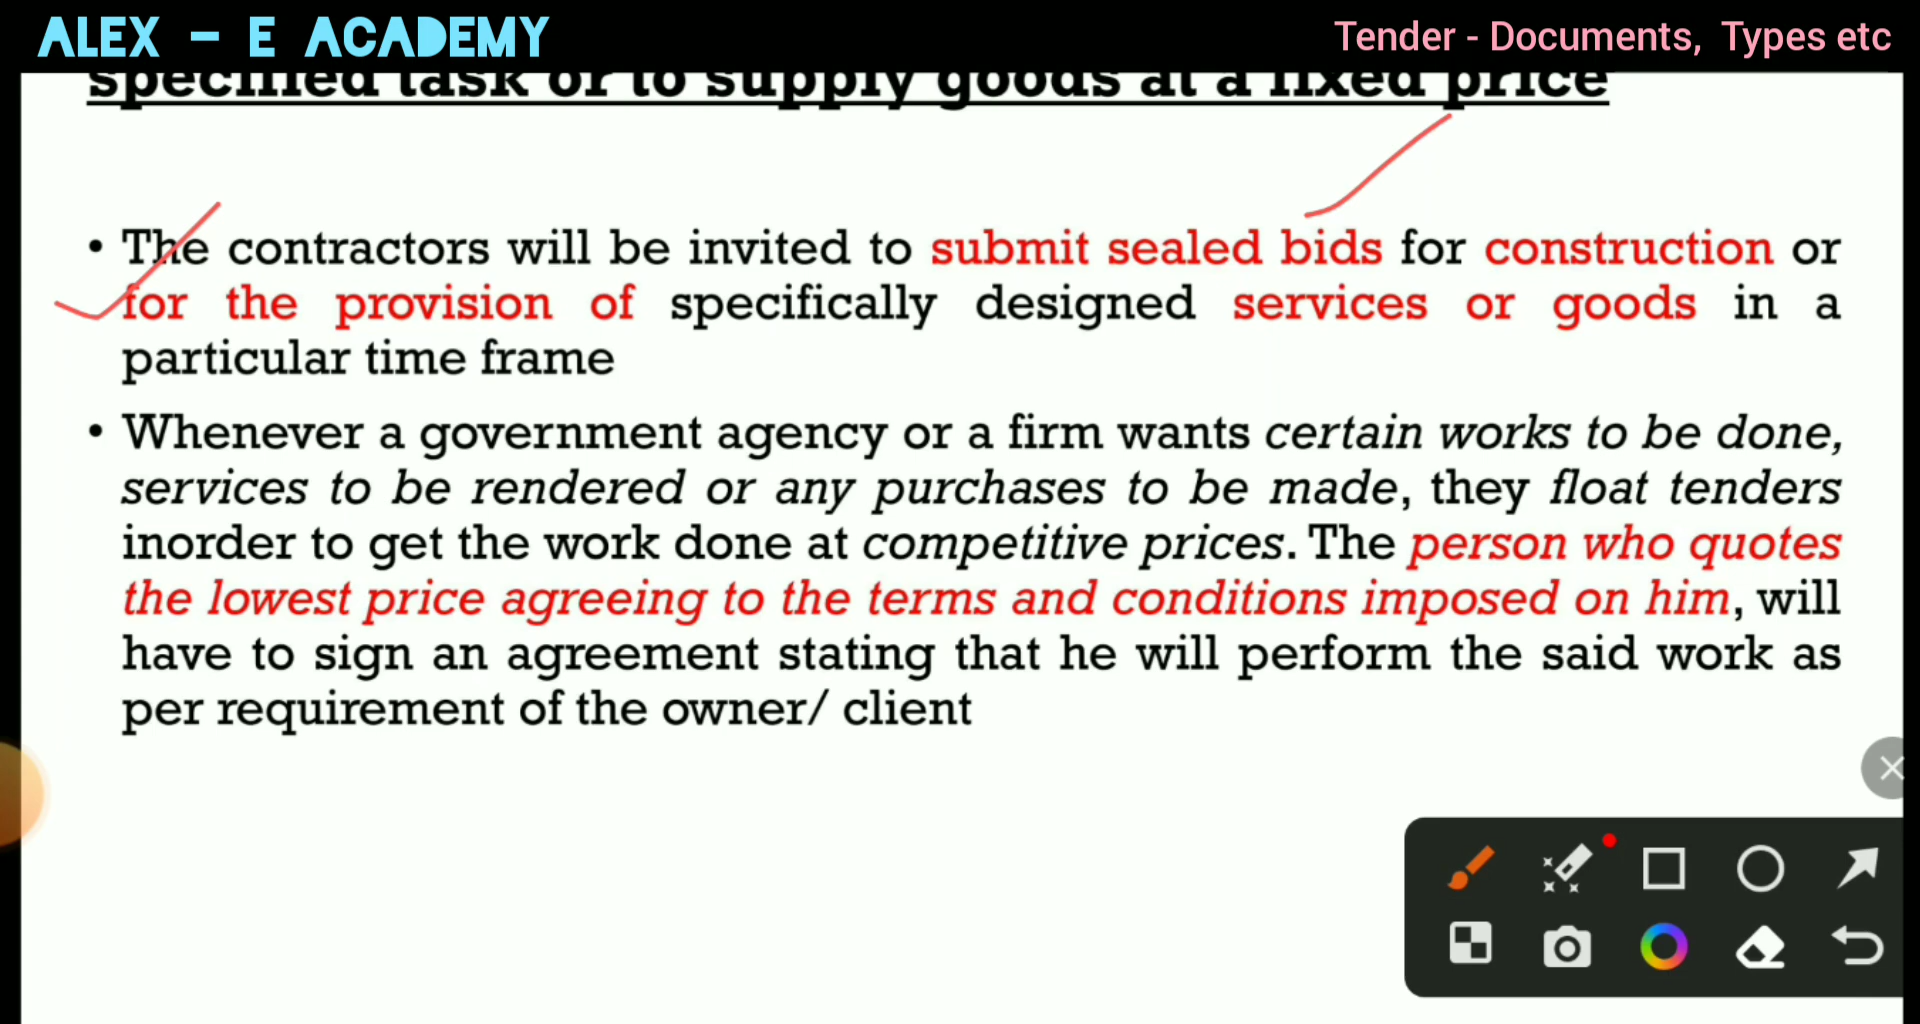 ALEX - E ACADEMY
Tender - Documents, Types etc
specified task or to supply goods at a fixed price
• The contractors will be invited to submit sealed bids for construction or
for the provision of specifically designed services or goods in a
particular time frame
• Whenever a government agency or a firm wants certain works to be done,
services to be rendered or any purchases to be made, they float tenders
inorder to get the work done at competitive prices. The person who quotes
the lowest price agreeing to the terms and conditions imposed on him, will
have to sign an agreement stating that he will perform the said work as
per requirement of the owner/ client